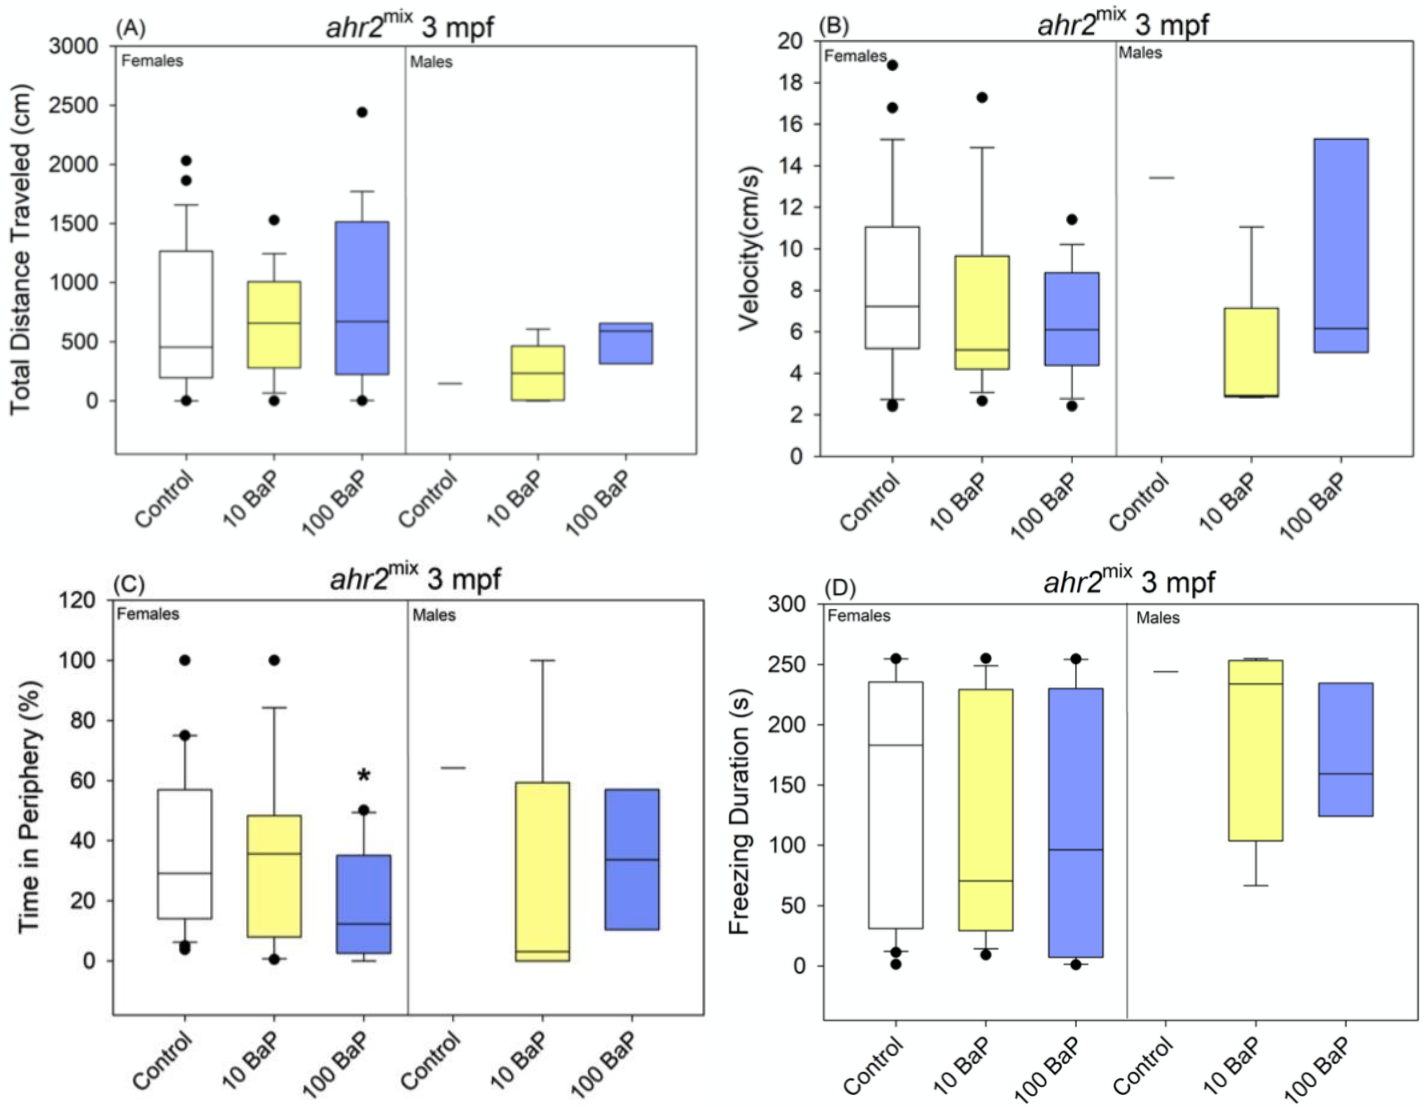 (A)
ahr2mix 3 mpf
Females
Males
Total Distance Traveled (cm)
3000
2500
2000
1500
1000
500
0
Control
10 BaP
100 BaP
Control
10 BaP
100 BaP
(B)
ahr2mix 3 mpf
Females
Males
Velocity(cm/s)
20
18
16
14
12
10
8
6
4
2
0
Control
10 BaP
100 BaP
Control
10 BaP
100 BaP
(C)
ahr2mix 3 mpf
Females
Males
Time in Periphery (%)
120
100
80
60
40
20
0
*
Control
10 BaP
100 BaP
Control
10 BaP
100 BaP
(D)
ahr2mix 3 mpf
Females
Males
Freezing Duration (s)
300
250
200
150
100
50
0
Control
10 BaP
100 BaP
Control
10 BaP
100 BaP